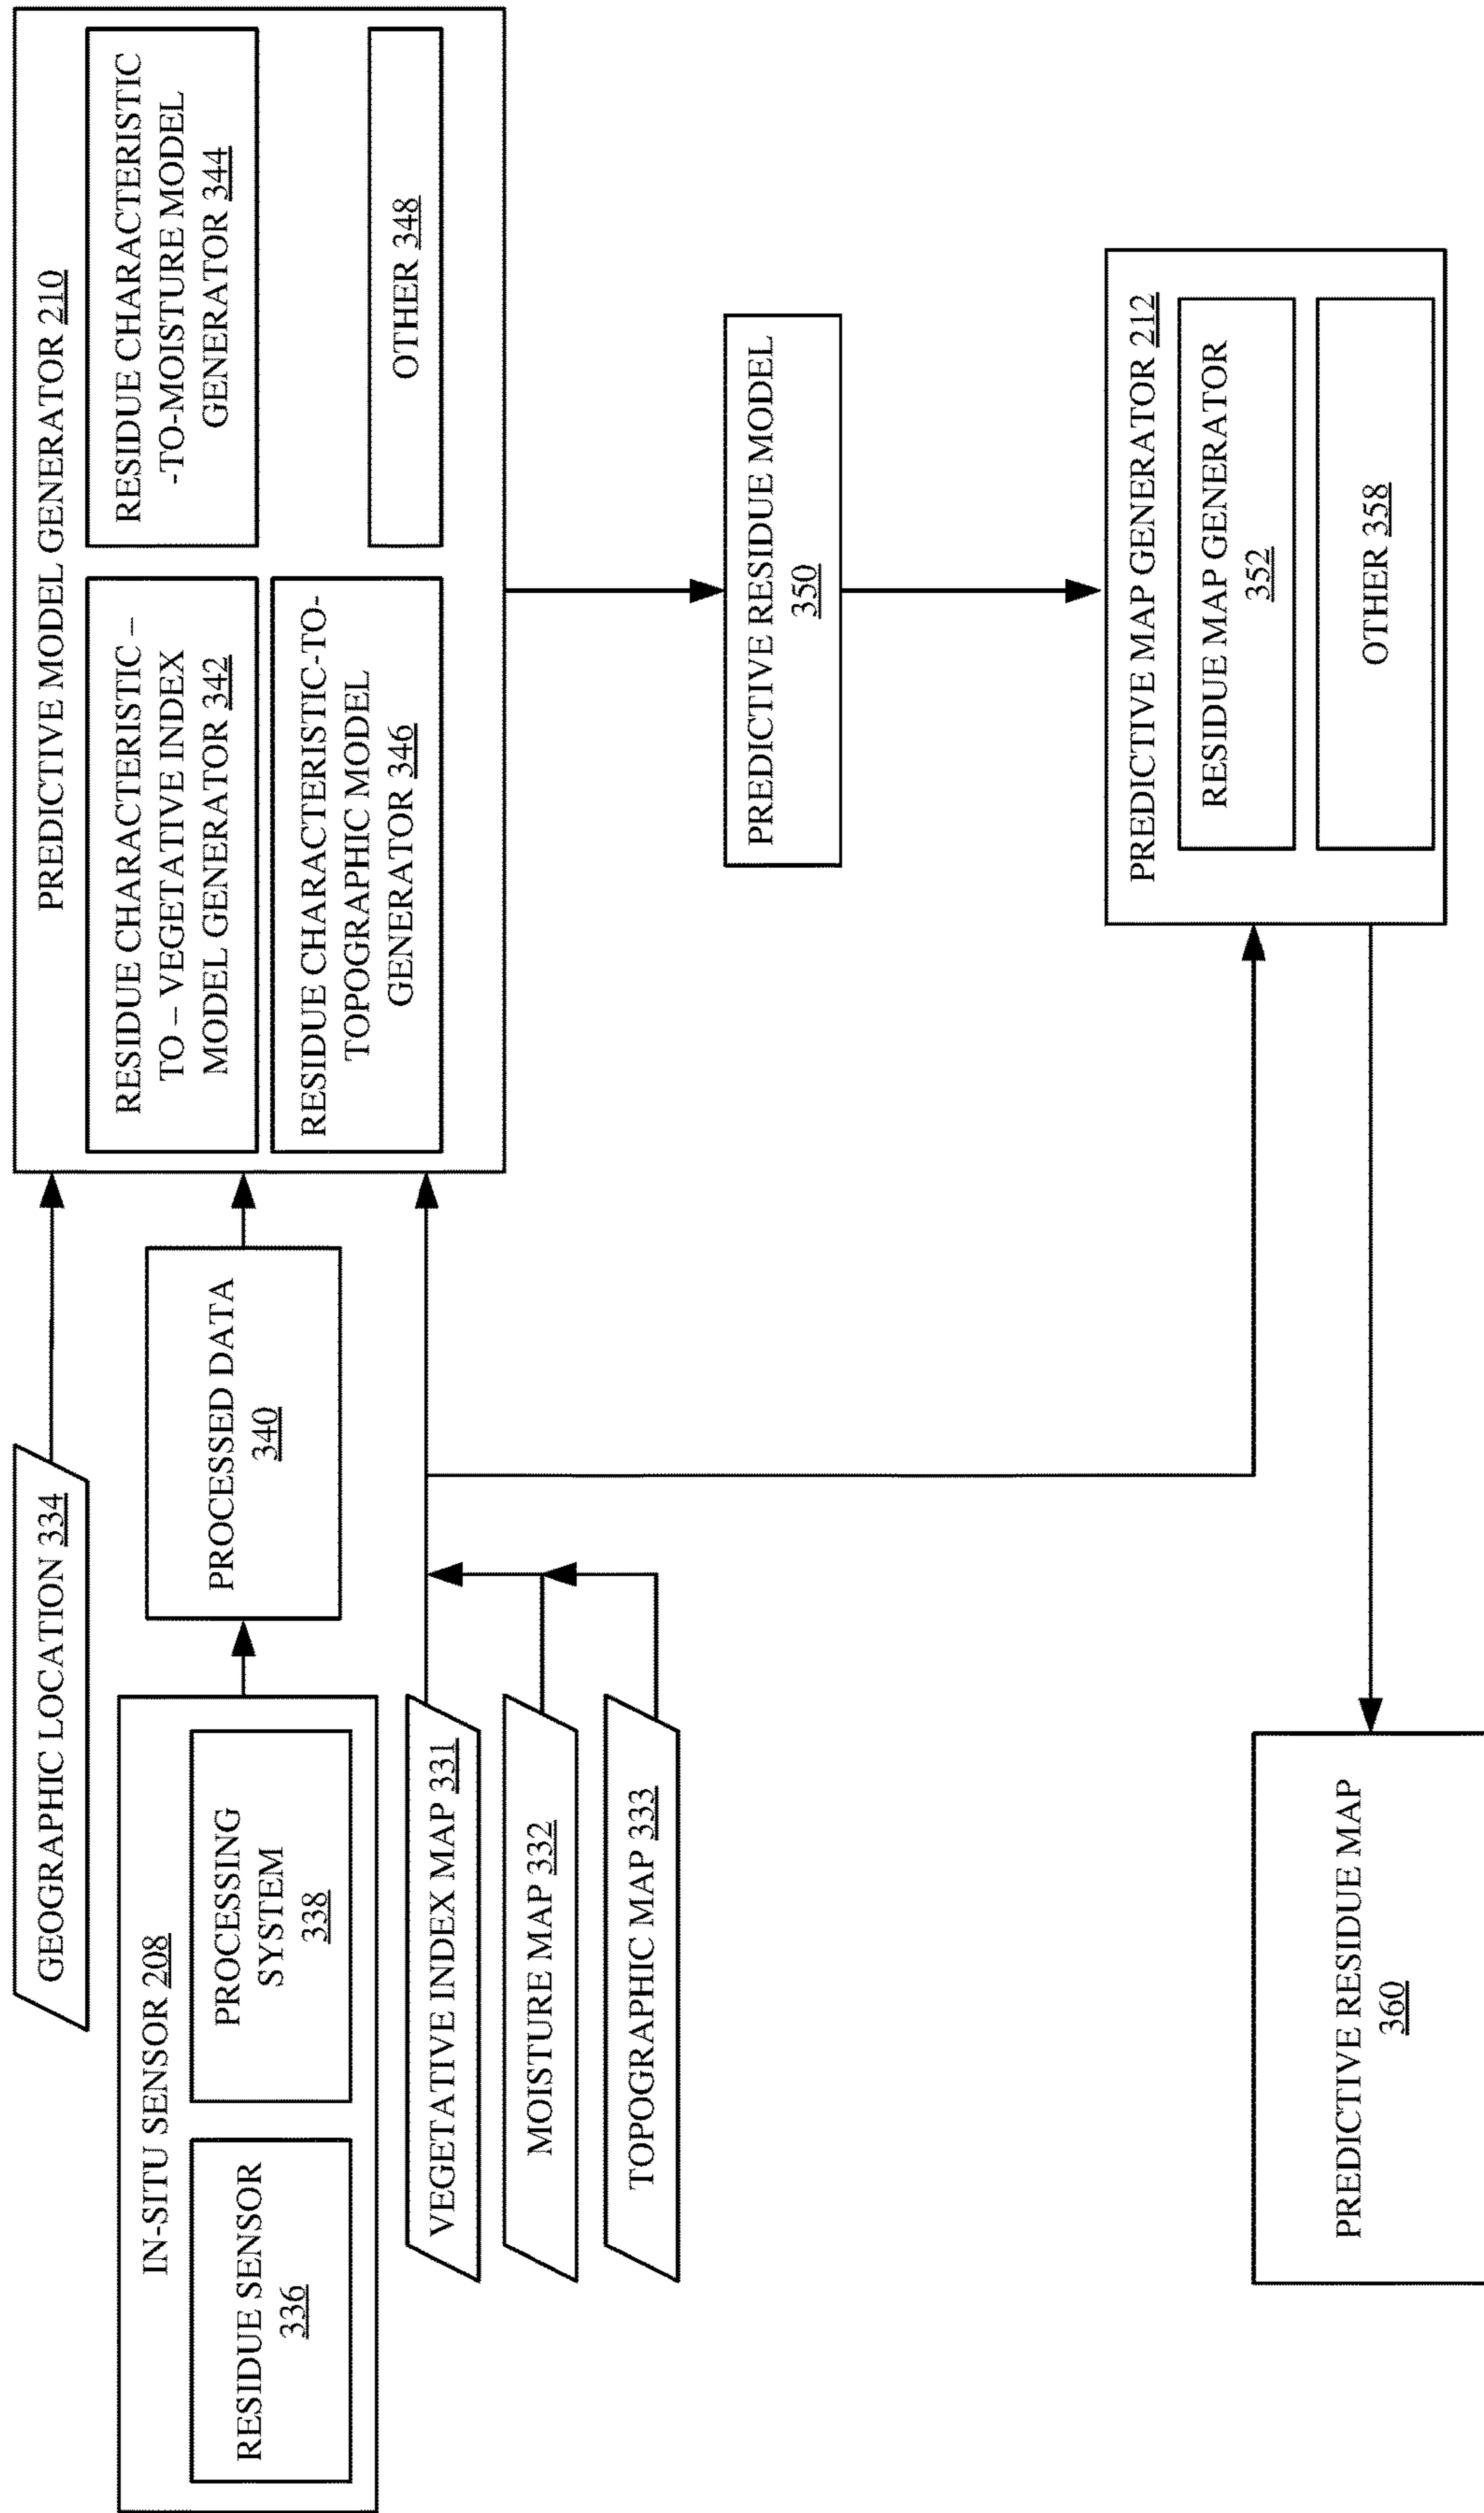 GEOGRAPHIC LOCATION 334
IN-SITU SENSOR 208
RESIDUE SENSOR
336
PROCESSING
SYSTEM
338
PROCESSED DATA
340
VEGETATIVE INDEX MAP 331
MOISTURE MAP 332
TOPOGRAPHIC MAP 333
PREDICTIVE MODEL GENERATOR 210
RESIDUE CHARACTERISTIC –
TO – VEGETATIVE INDEX
MODEL GENERATOR 342
RESIDUE CHARACTERISTIC
-TO-MOISTURE MODEL
GENERATOR 344
RESIDUE CHARACTERISTIC-TO-
TOPOGRAPHIC MODEL
GENERATOR 346
OTHER 348
PREDICTIVE RESIDUE MODEL
350
PREDICTIVE MAP GENERATOR 212
RESIDUE MAP GENERATOR
352
OTHER 358
PREDICTIVE RESIDUE MAP
360